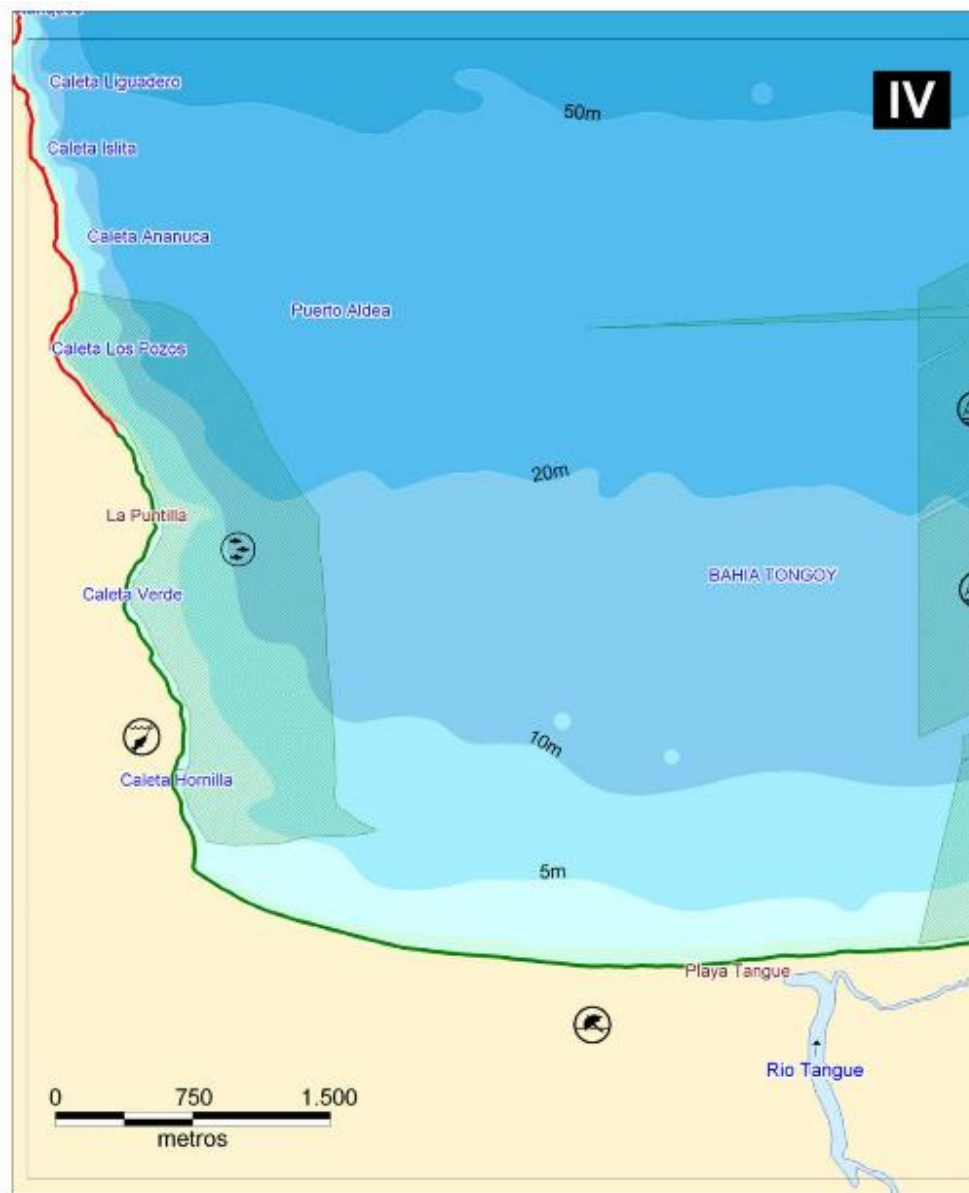 Caleta Liguadero
IV
50m
Caleta Islita
Caleta Ananuca
Puerto Aldea
Caleta Los Pozos
20m
La Puntilla
BAHIA TONGOY
Caleta Verde
10m
Caleta Hornilla
5m
Playa Tangue
Rio Tangue
0 750 1.500
metros